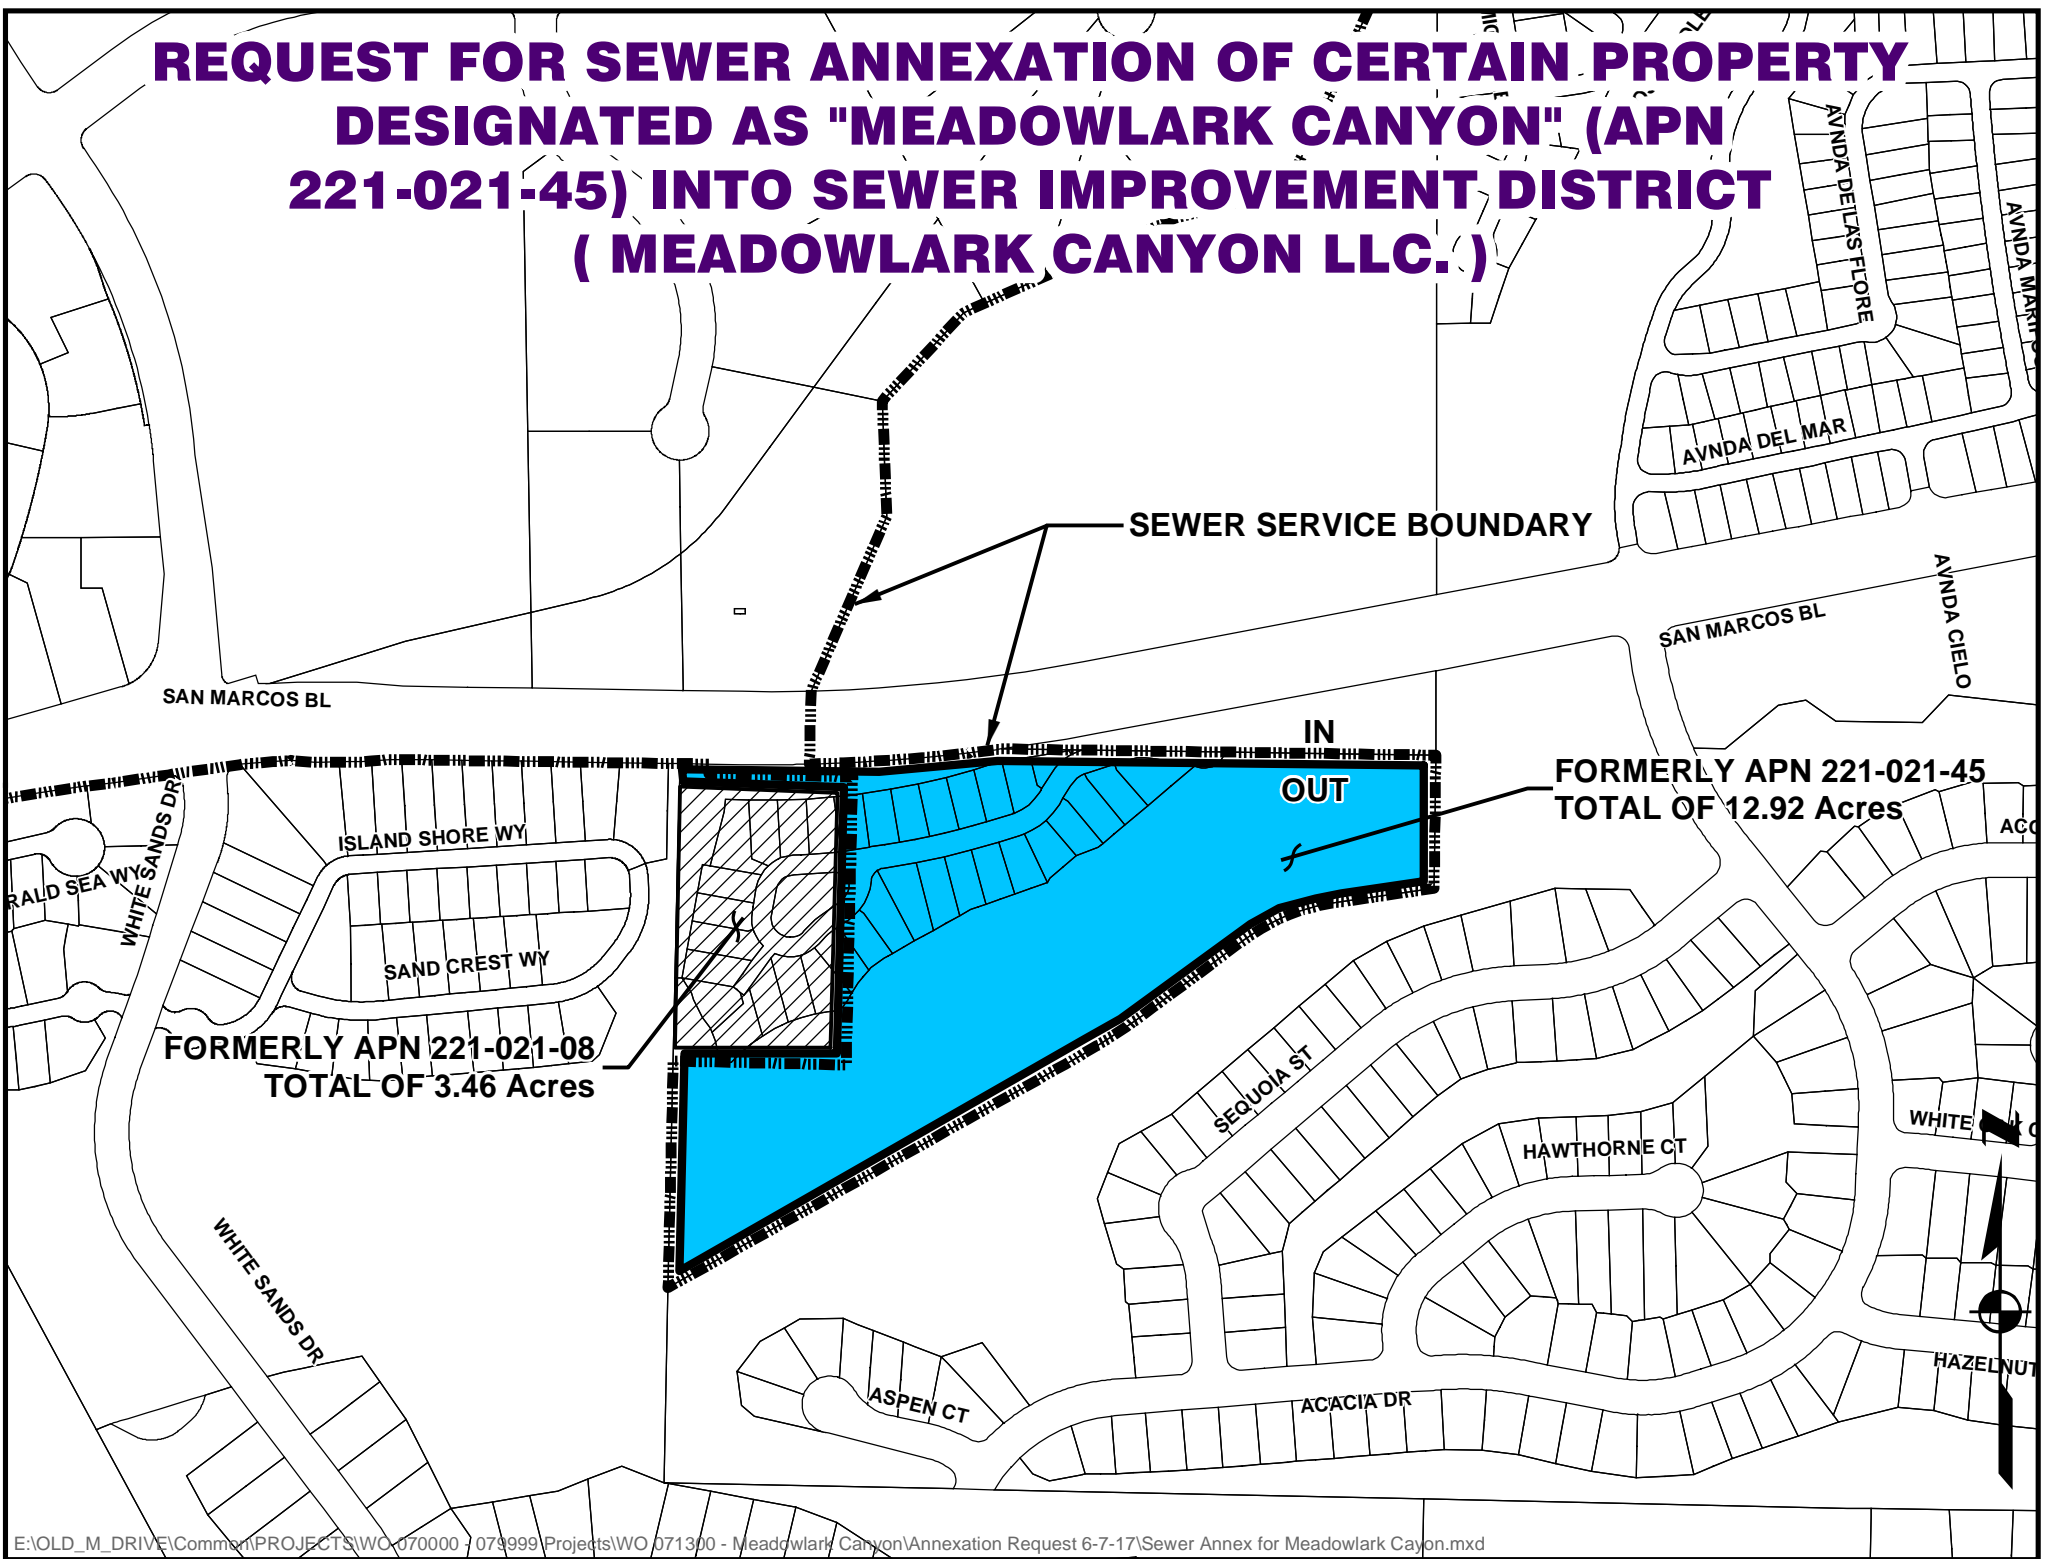 REQUEST FOR SEWER ANNEXATION OF CERTAIN PROPERTY
DESIGNATED AS "MEADOWLARK CANYON" (APN
221-021-45) INTO SEWER IMPROVEMENT DISTRICT
( MEADOWLARK CANYON LLC. )
AVNDA DE LAS FLORE
AVNDA DEL MAR
SEWER SERVICE BOUNDARY
AVNDA CIELO
SAN MARCOS BL
SAN MARCOS BL
IN
OUT
FORMERLY APN 221-021-45
TOTAL OF 12.92 Acres
ISLAND SHORE WY
RALD SEA WY
WHITE SANDS DR
SAND CREST WY
FORMERLY APN 221-021-08
TOTAL OF 3.46 Acres
SEQUOIA ST
HAWTHORNE CT
WHITE
WHITE SANDS DR
HAZELNUT
ASPEN CT
ACACIA DR
E:\OLD_M_DRIVE\Common\PROJECTS\WO 070000 - 079999 Projects\WO 071300 - Meadowlark Canyon\Annexation Request 6-7-17\Sewer Annex for Meadowlark Cayon.mxd